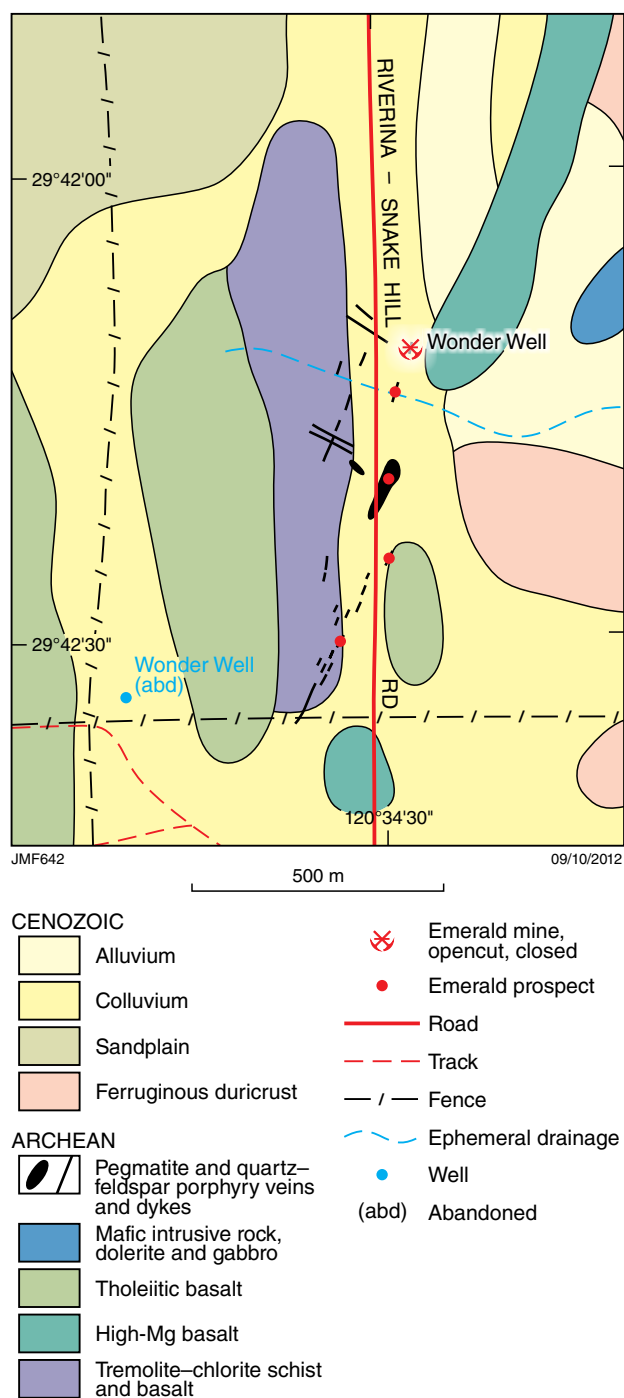 RIVERINA – SNAKE HILL
RD
29°42'00"
Wonder Well
29°42'30"
Wonder Well
(abd)
120°34'30"
JMF642
09/10/2012
500 m
CENOZOIC
Alluvium
Colluvium
Sandplain
Ferruginous duricrust
ARCHEAN
Pegmatite and quartz–
feldspar porphyry veins
and dykes
Mafic intrusive rock,
dolerite and gabbro
Tholeiitic basalt
High-Mg basalt
Tremolite–chlorite schist
and basalt
Emerald mine,
opencut, closed
Emerald prospect
Road
Track
Fence
Ephemeral drainage
Well
(abd) Abandoned